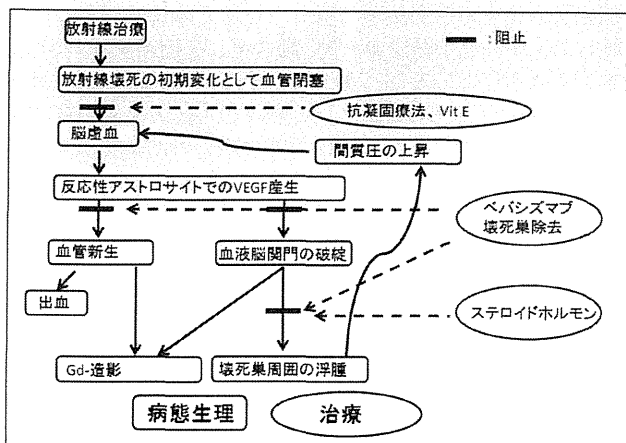 放射線治療
:阻止
放射線壊死の初期変化として血管閉塞
抗凝固療法、Vit E
脳虚血
間質圧の上昇
反応性アストロサイトでのVEGF産生
ベバシズマブ
壊死巣除去
血管新生
血液脳関門の破綻
出血
ステロイドホルモン
Gd-造影
壊死巣周囲の浮腫
病態生理
治療